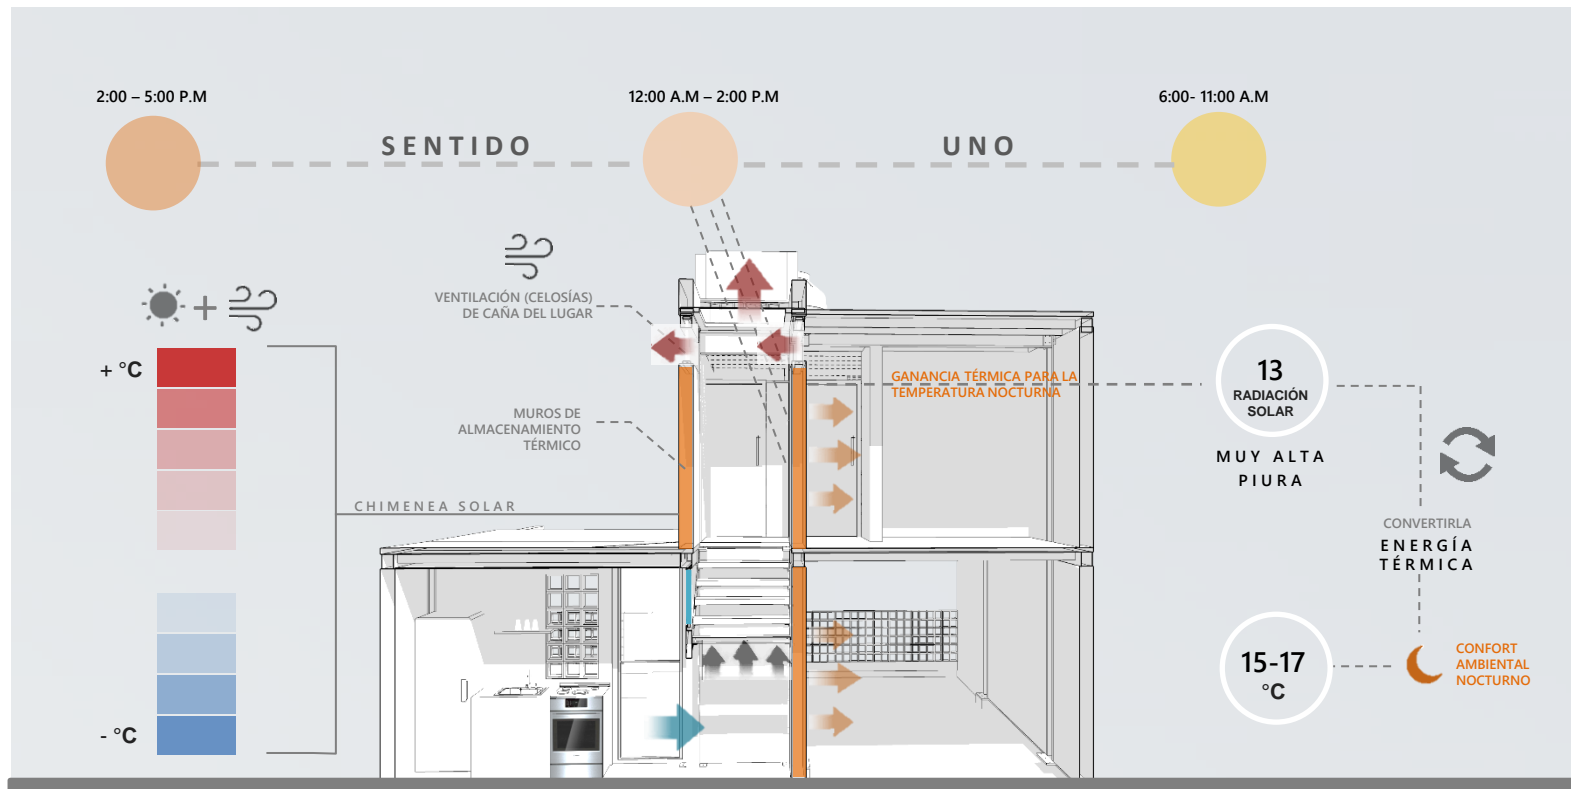 2:00 – 5:00 P.M
12:00 A.M – 2:00 P.M
6:00- 11:00 A.M
SENTIDO
UNO
VENTILACIÓN (CELOSÍAS)
DE CAÑA DEL LUGAR
+
+ °C
MUROS DE
ALMACENAMIENTO
TÉRMICO
CHIMENEA SOLAR
- °C
GANANCIA TÉRMICA PARA LA
TEMPERATURA NOCTURNA
13
RADIACIÓN
SOLAR
MUY ALTA
PIURA
CONVERTIRLA
ENERGÍA
TÉRMICA
15-17
°C
CONFORT
AMBIENTAL
NOCTURNO